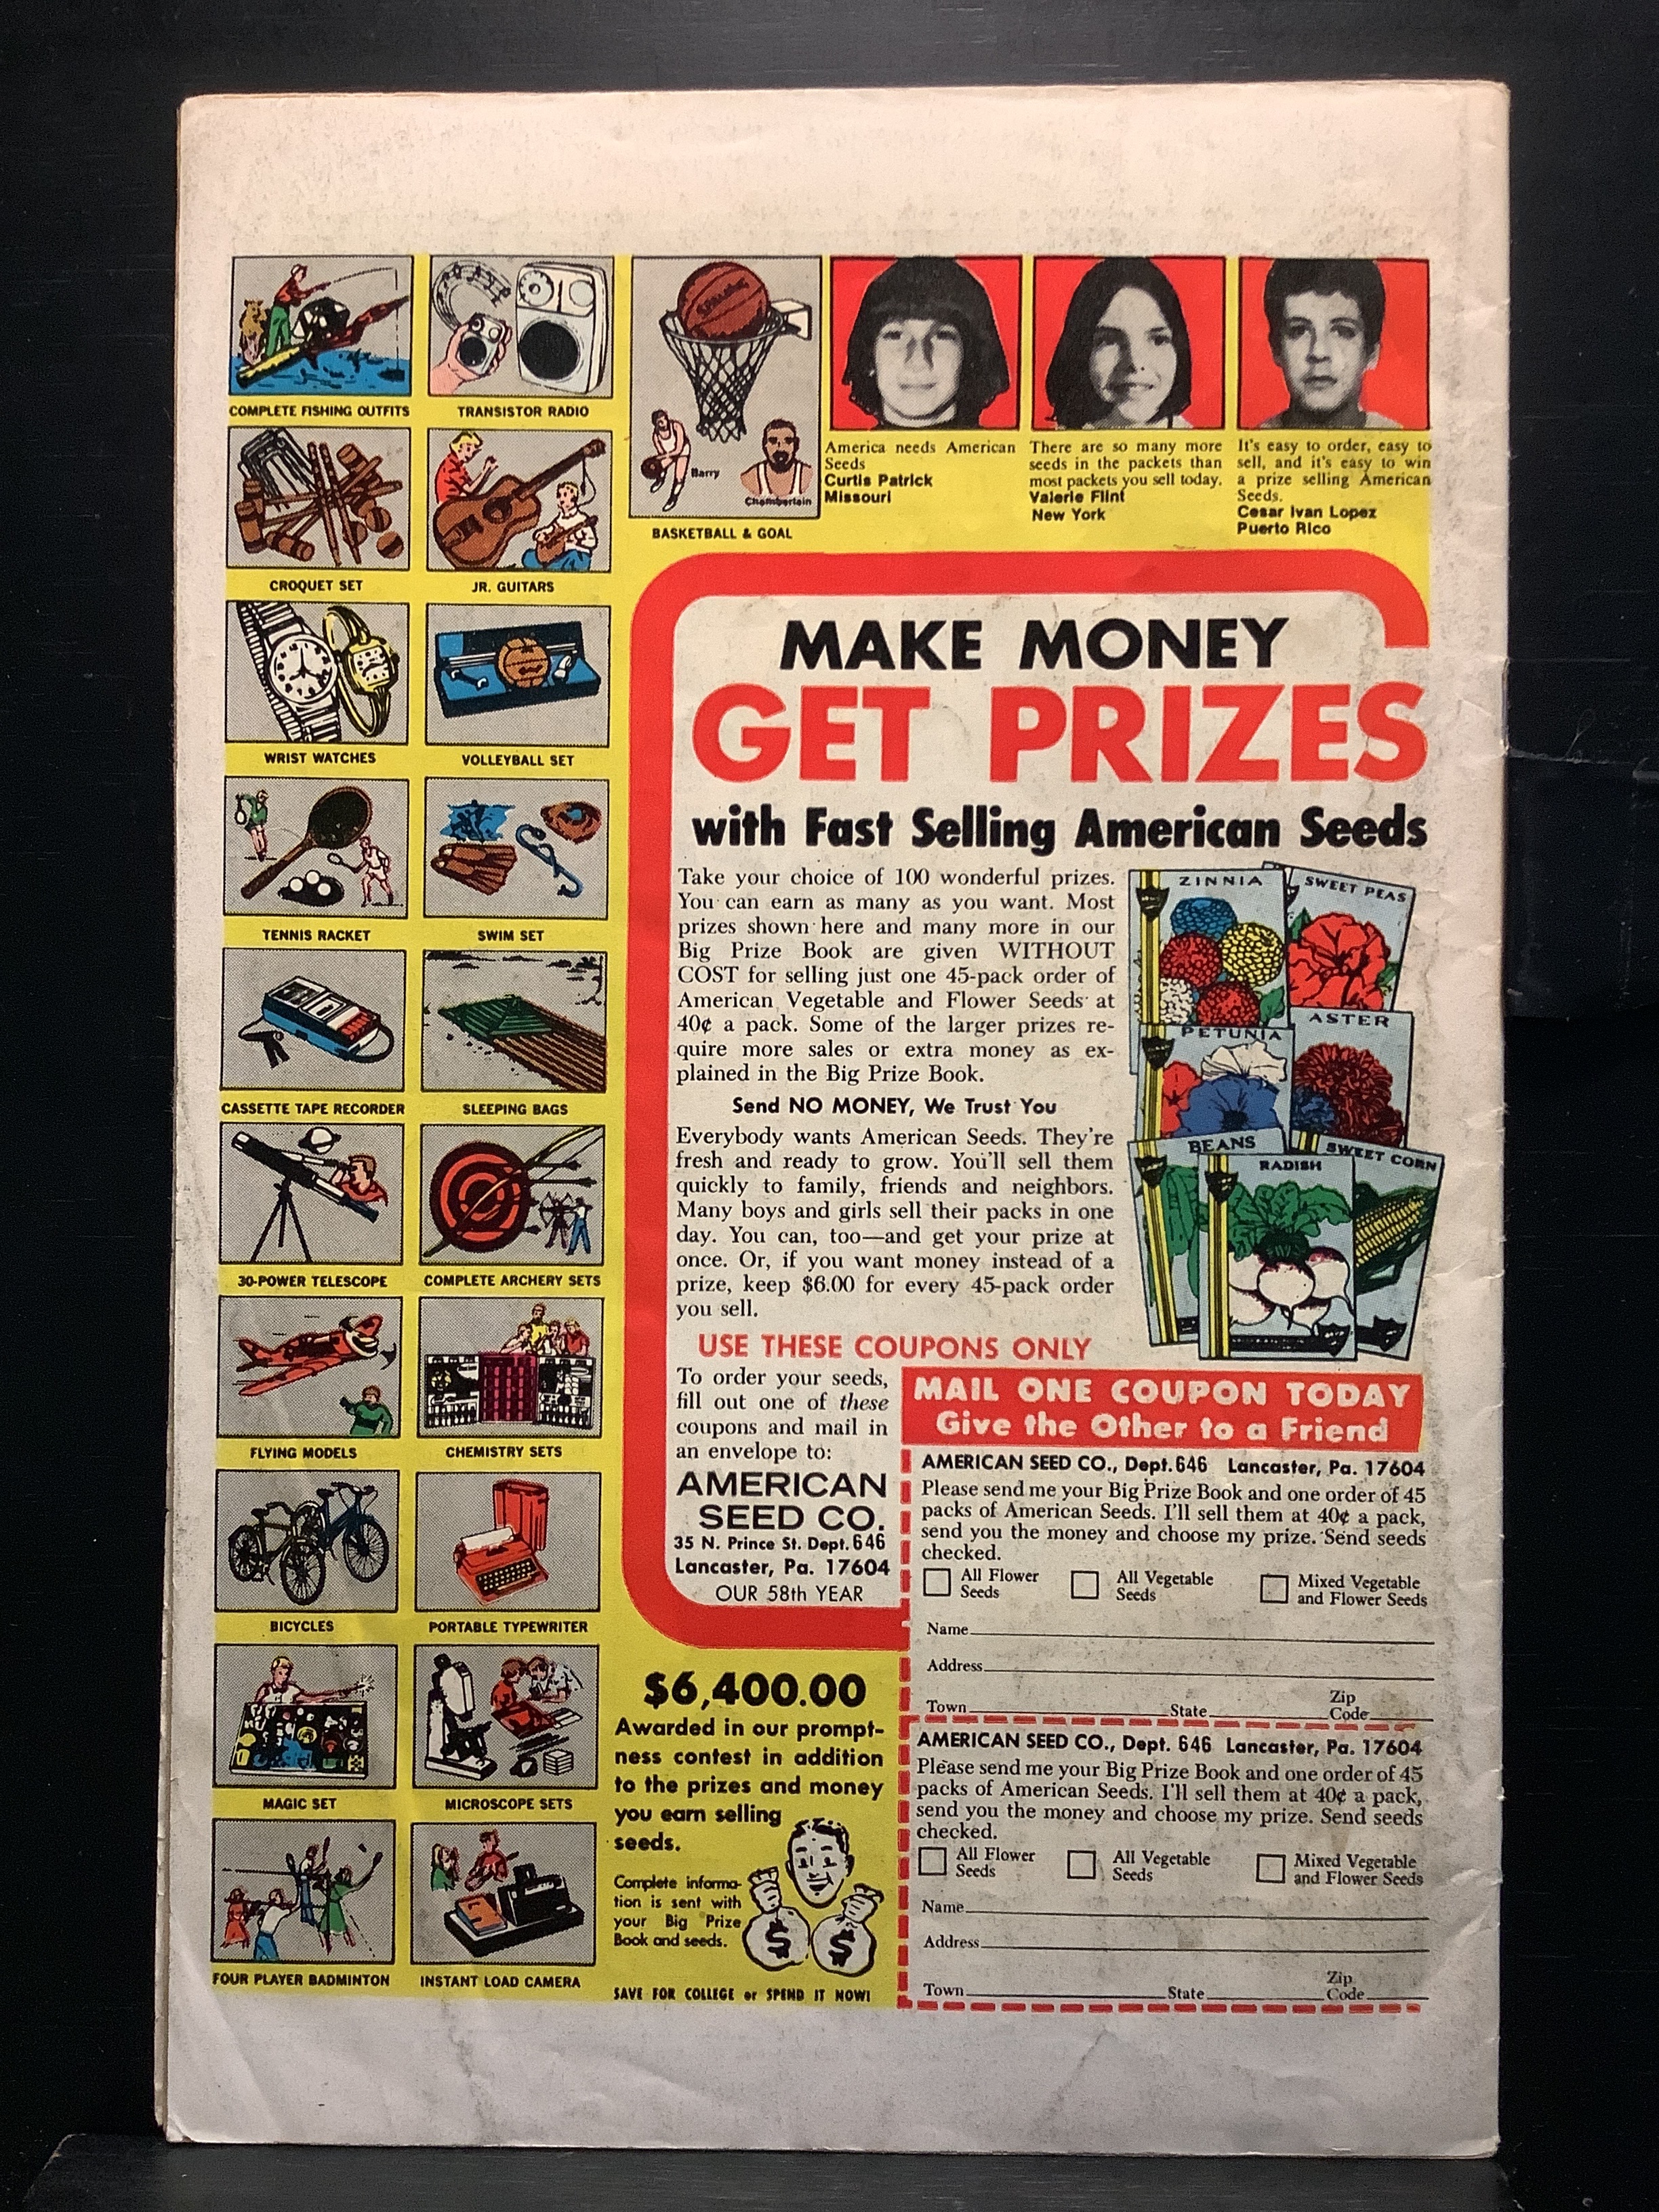 COMPLETE FISHING OUTFITS
TRANSISTOR RADIO
SPALDING
Barry
Chamberlain
BASKETBALL & GOAL
America needs American
Seeds
Curtis Patrick
Missouri
There are so many more
seeds in the packets than
most packets you sell today.
Valerie Flint
New York
It's easy to order, easy to
sell, and it's easy to win
a prize selling American
Seeds.
Cesar Ivan Lopez
Puerto Rico
CROQUET SET
JR. GUITARS
WRIST WATCHES
VOLLEYBALL SET
TENNIS RACKET
SWIM SET
CASSETTE TAPE RECORDER
SLEEPING BAGS
30-POWER TELESCOPE
COMPLETE ARCHERY SETS
FLYING MODELS
CHEMISTRY SETS
BICYCLES
PORTABLE TYPEWRITER
MAGIC SET
MICROSCOPE SETS
FOUR PLAYER BADMINTON
INSTANT LOAD CAMERA
MAKE MONEY
GET PRIZES
with Fast Selling American Seeds
Take your choice of 100 wonderful prizes.
You can earn as many as you want. Most
prizes shown here and many more in our
Big Prize Book are given WITHOUT
COST for selling just one 45-pack order of
American Vegetable and Flower Seeds at
40¢ a pack. Some of the larger prizes re-
quire more sales or extra money as ex-
plained in the Big Prize Book.
Send NO MONEY, We Trust You
Everybody wants American Seeds. They're
fresh and ready to grow. You'll sell them
quickly to family, friends and neighbors.
Many boys and girls sell their packs in one
day. You can, too—and get your prize at
once. Or, if you want money instead of a
prize, keep $6.00 for every 45-pack order
you sell.
ZINNIA
SWEET PEAS
PETUNIA
ASTER
BEANS
RADISH
SWEET CORN
USE THESE COUPONS ONLY
To order your seeds,
fill out one of these
coupons and mail in
an envelope to:
AMERICAN
SEED CO.
35 N. Prince St. Dept. 646
Lancaster, Pa. 17604
OUR 58th YEAR
MAIL ONE COUPON TODAY
Give the Other to a Friend
AMERICAN SEED CO., Dept. 646 Lancaster, Pa. 17604
Please send me your Big Prize Book and one order of 45
packs of American Seeds. I'll sell them at 40¢ a pack,
send you the money and choose my prize. Send seeds
checked.
All Flower
Seeds
All Vegetable
Seeds
Mixed Vegetable
and Flower Seeds
Name
Address
Town State Zip
Code
AMERICAN SEED CO., Dept. 646 Lancaster, Pa. 17604
Please send me your Big Prize Book and one order of 45
packs of American Seeds. I'll sell them at 40¢ a pack,
send you the money and choose my prize. Send seeds
checked.
All Flower
Seeds
All Vegetable
Seeds
Mixed Vegetable
and Flower Seeds
Name
Address
Town State Zip
Code
$6,400.00
Awarded in our prompt-
ness contest in addition
to the prizes and money
you earn selling
seeds.
Complete informa-
tion is sent with
your Big Prize
Book and seeds.
$ $
SAVE FOR COLLEGE or SPEND IT NOW!